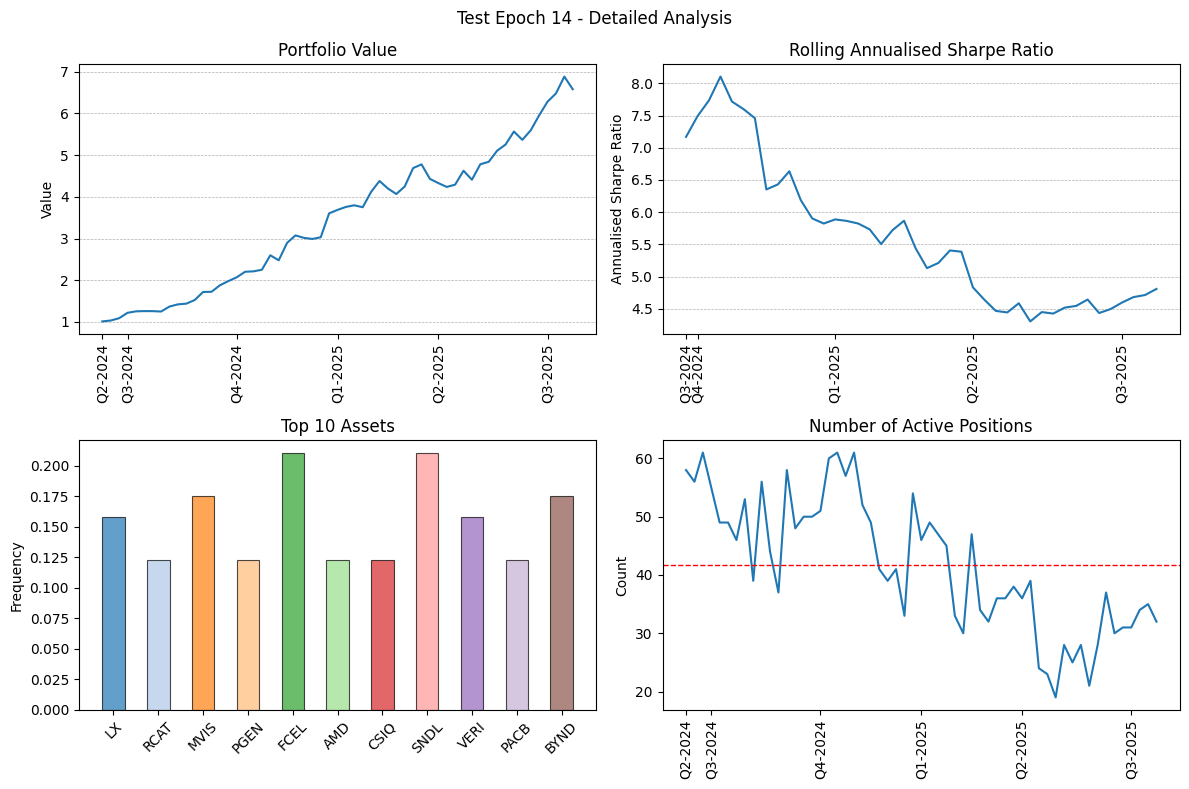 Test Epoch 14 - Detailed Analysis
Portfolio Value
Value
7
6
5
4
3
2
1
Q2-2024
Q3-2024
Q4-2024
Q1-2025
Q2-2025
Q3-2025
Rolling Annualised Sharpe Ratio
Annualised Sharpe Ratio
8.0
7.5
7.0
6.5
6.0
5.5
5.0
4.5
Q3-2024
Q4-2024
Q1-2025
Q2-2025
Q3-2025
Top 10 Assets
Frequency
0.200
0.175
0.150
0.125
0.100
0.075
0.050
0.025
0.000
LX
RCAT
MVIS
PGEN
FCEL
AMD
CSIQ
SNDL
VERI
PACB
BYND
Number of Active Positions
Count
60
50
40
30
20
Q2-2024
Q3-2024
Q4-2024
Q1-2025
Q2-2025
Q3-2025